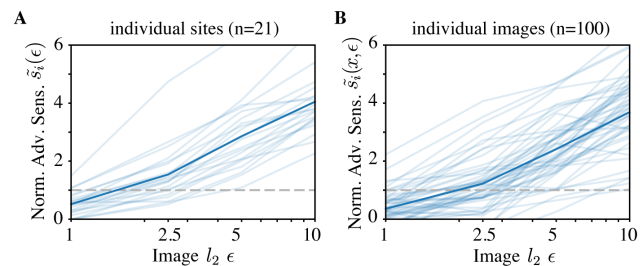 A
individual sites (n=21)
Norm. Adv. Sens. s̃ᵢ(ϵ)
6
4
2
0
1
2.5
5
10
Image l₂ ϵ
B
individual images (n=100)
Norm. Adv. Sens. s̃ᵢ(x, ϵ)
6
4
2
0
1
2.5
5
10
Image l₂ ϵ